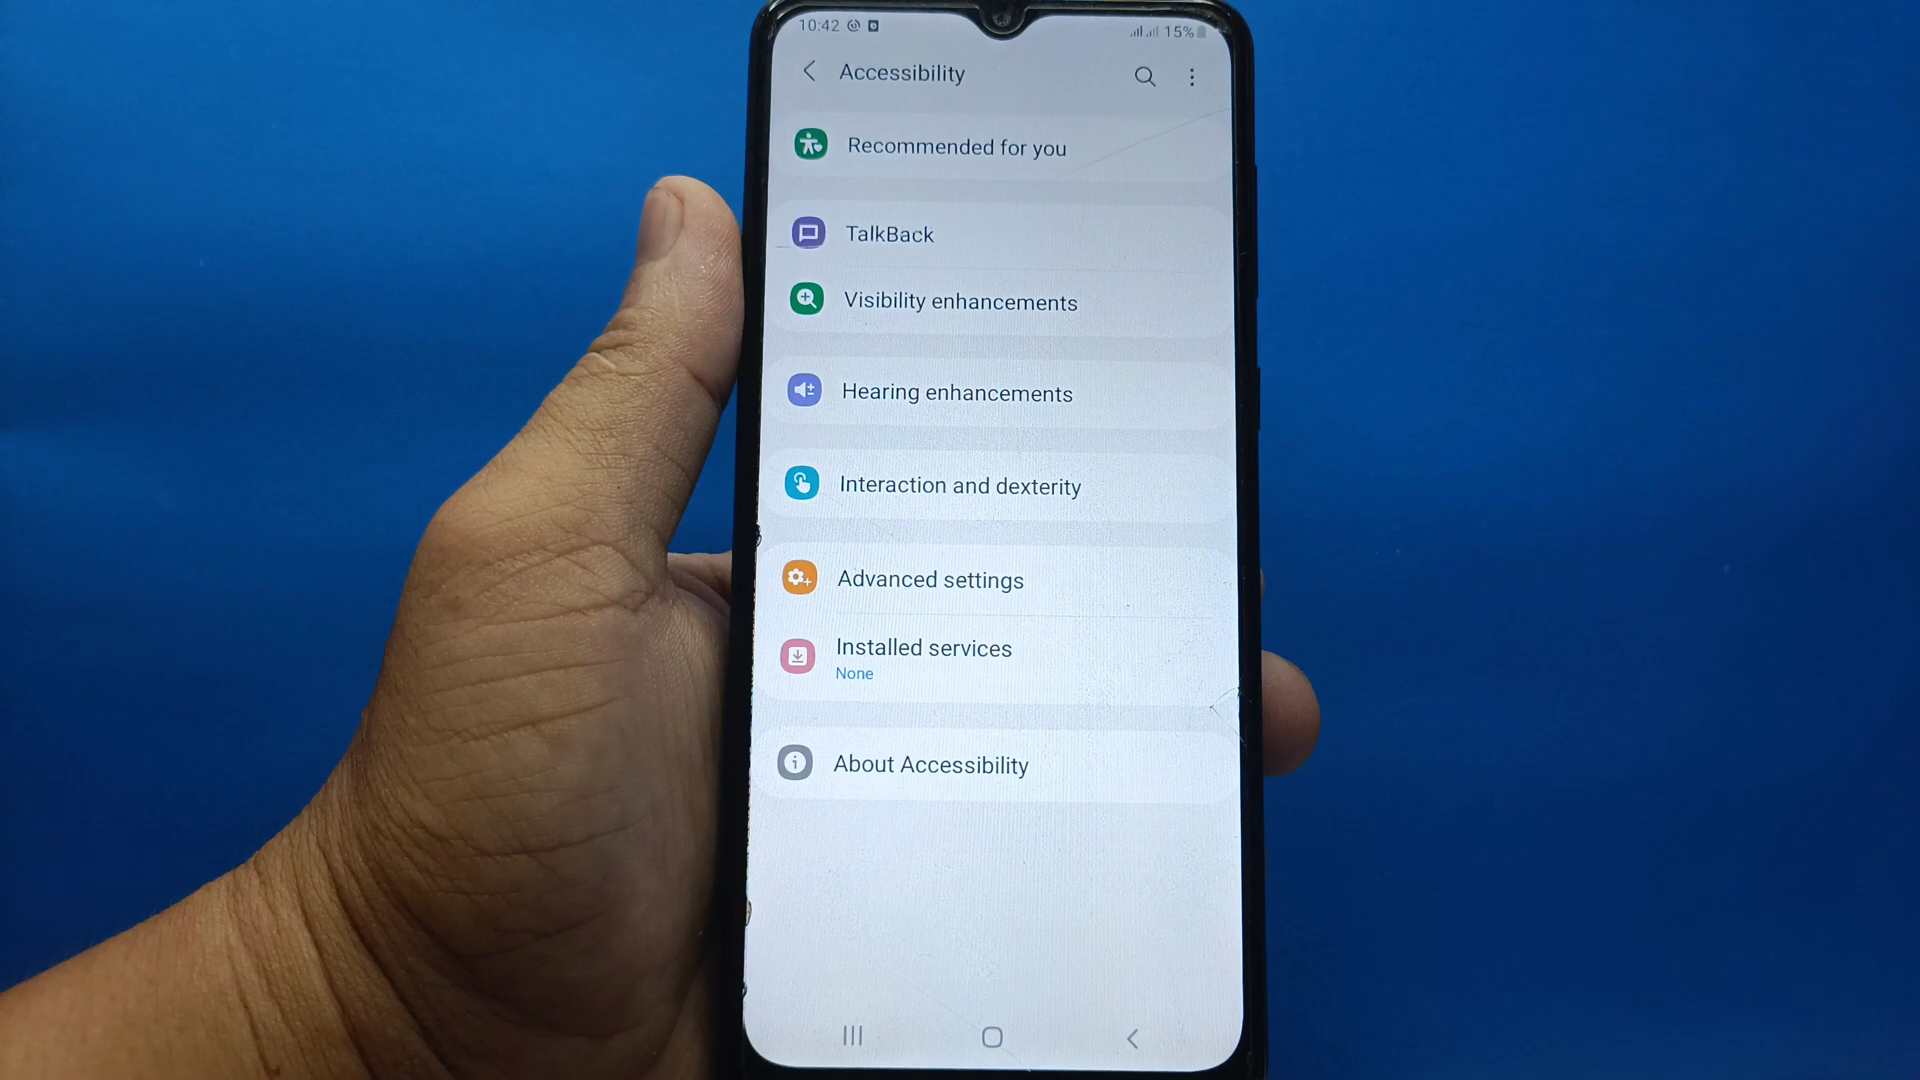 10:42 15%
Accessibility
Recommended for you
TalkBack
Visibility enhancements
Hearing enhancements
Interaction and dexterity
Advanced settings
Installed services
None
About Accessibility